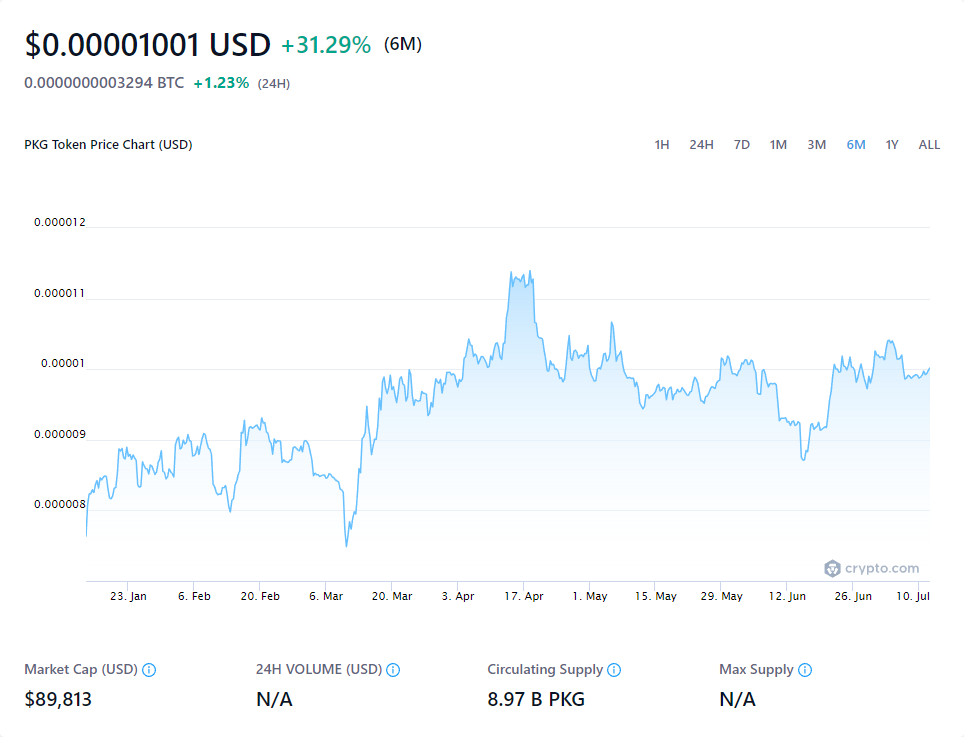 $0.00001001 USD +31.29% (6M)
0.0000000003294 BTC +1.23% (24H)
PKG Token Price Chart (USD) 1H 24H 7D 1M 3M 6M 1Y ALL
0.000012
0.000011
0.00001
0.000009
0.000008
crypto.com
23. Jan 6. Feb 20. Feb 6. Mar 20. Mar 3. Apr 17. Apr 1. May 15. May 29. May 12. Jun 26. Jun 10. Jul
Market Cap (USD) 24H VOLUME (USD) Circulating Supply Max Supply
$89,813 N/A 8.97 B PKG N/A